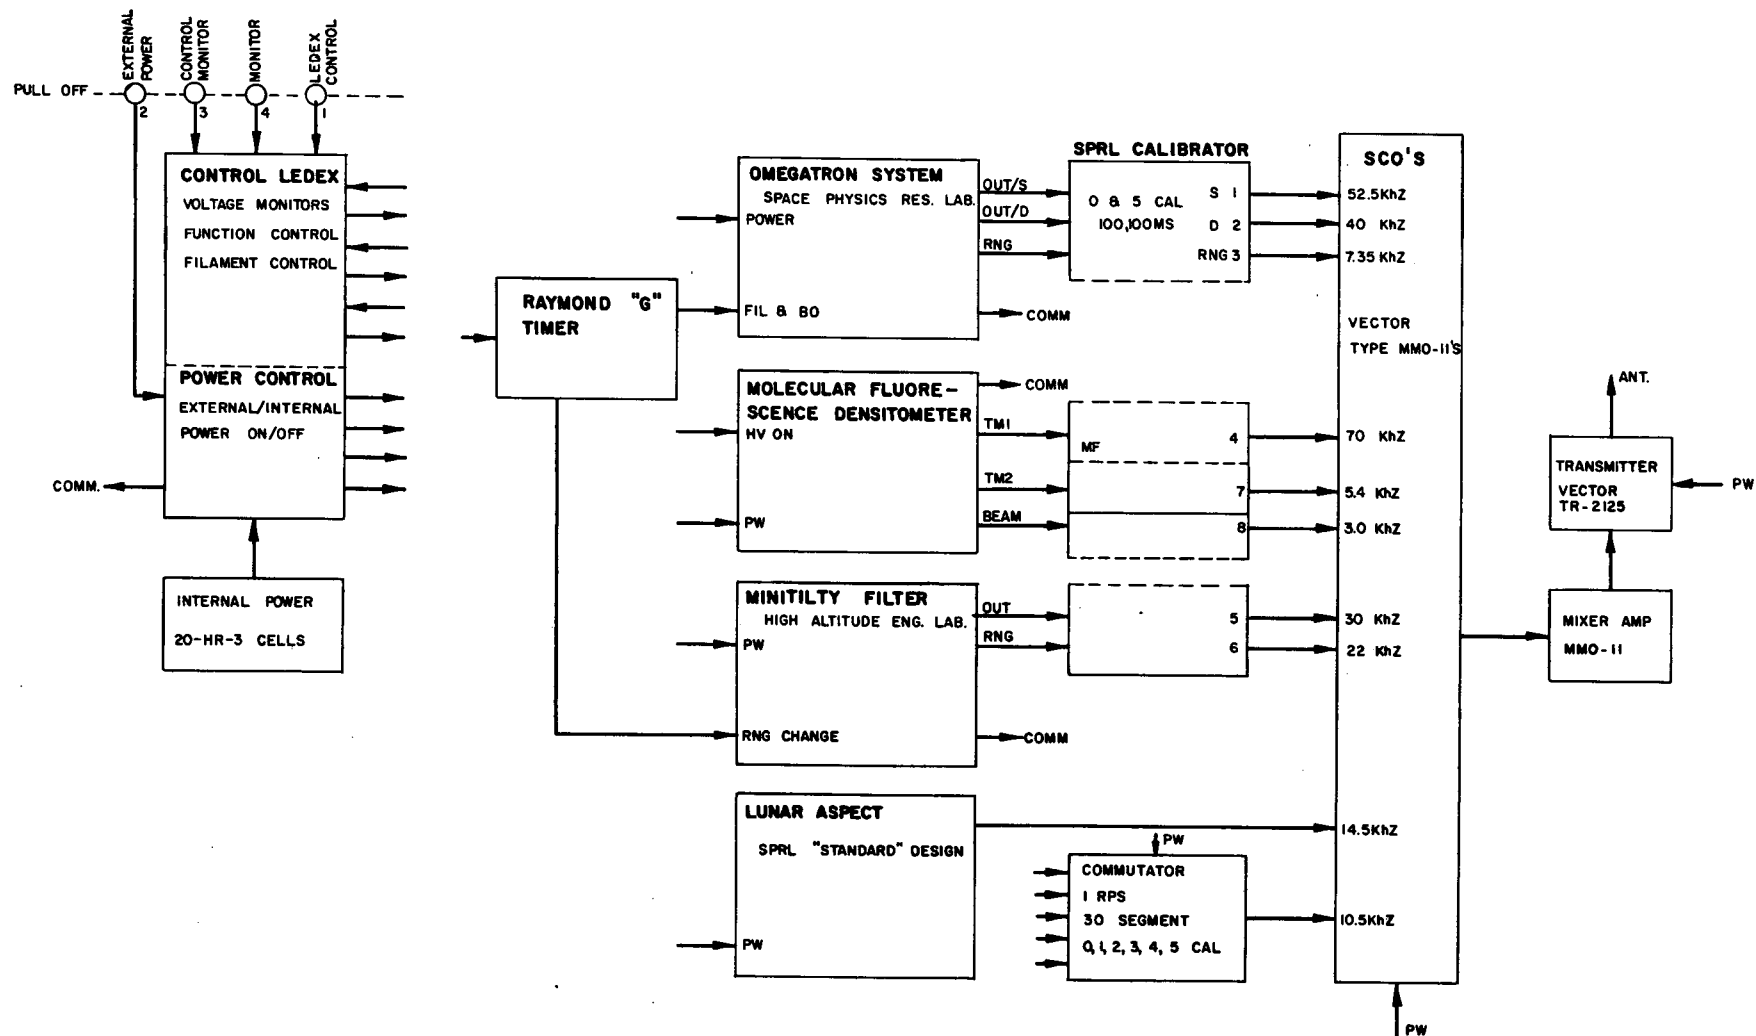 EXTERNAL
POWER
CONTROL
MONITOR
MONITOR
LEDEX
CONTROL
PULL OFF
2
3
4
1
CONTROL LEDEX
VOLTAGE MONITORS
FUNCTION CONTROL
FILAMENT CONTROL
POWER CONTROL
EXTERNAL/INTERNAL
POWER ON/OFF
COMM.
INTERNAL POWER
20-HR-3 CELLS
RAYMOND "G"
TIMER
OMEGATRON SYSTEM
SPACE PHYSICS RES. LAB.
POWER
FIL & BO
OUT/S
OUT/D
RNG
COMM
SPRL CALIBRATOR
0 & 5 CAL
100,100MS
S 1
D 2
RNG 3
MOLECULAR FLUORE-
SCENCE DENSITOMETER
HV ON
PW
COMM
TM1
TM2
BEAM
MF
4
7
8
MINITILTY FILTER
HIGH ALTITUDE ENG. LAB.
PW
RNG CHANGE
OUT
RNG
COMM
5
6
LUNAR ASPECT
SPRL "STANDARD" DESIGN
PW
PW
COMMUTATOR
1 RPS
30 SEGMENT
0, 1, 2, 3, 4, 5 CAL
SCO'S
52.5KhZ
40 KhZ
7.35 KhZ
VECTOR
TYPE MMO-11'S
70 KhZ
5.4 KhZ
3.0 KhZ
30 KhZ
22 KhZ
14.5KhZ
10.5KhZ
PW
ANT.
TRANSMITTER
VECTOR
TR-2125
PW
MIXER AMP
MMO-11